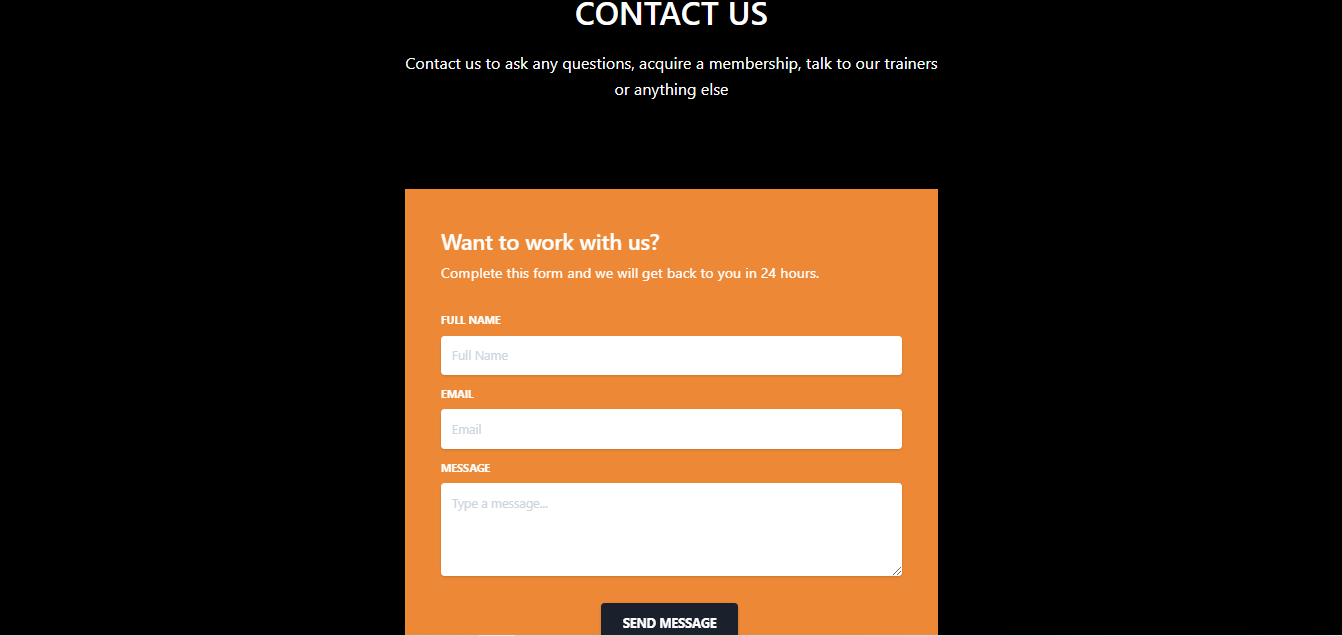 CONTACT US
Contact us to ask any questions, acquire a membership, talk to our trainers
or anything else
Want to work with us?
Complete this form and we will get back to you in 24 hours.
FULL NAME
Full Name
EMAIL
Email
MESSAGE
Type a message...
SEND MESSAGE